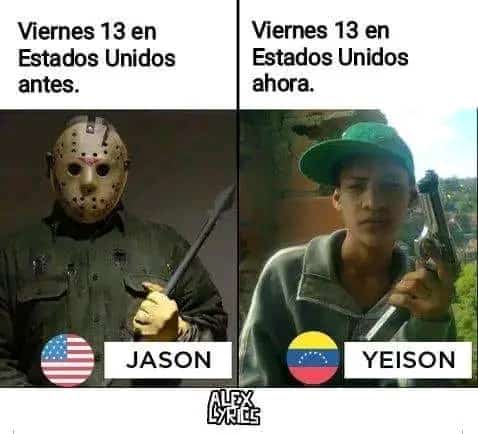 Viernes 13 en
Estados Unidos
antes.
Viernes 13 en
Estados Unidos
ahora.
JASON
YEISON
ALEX
LYRICS